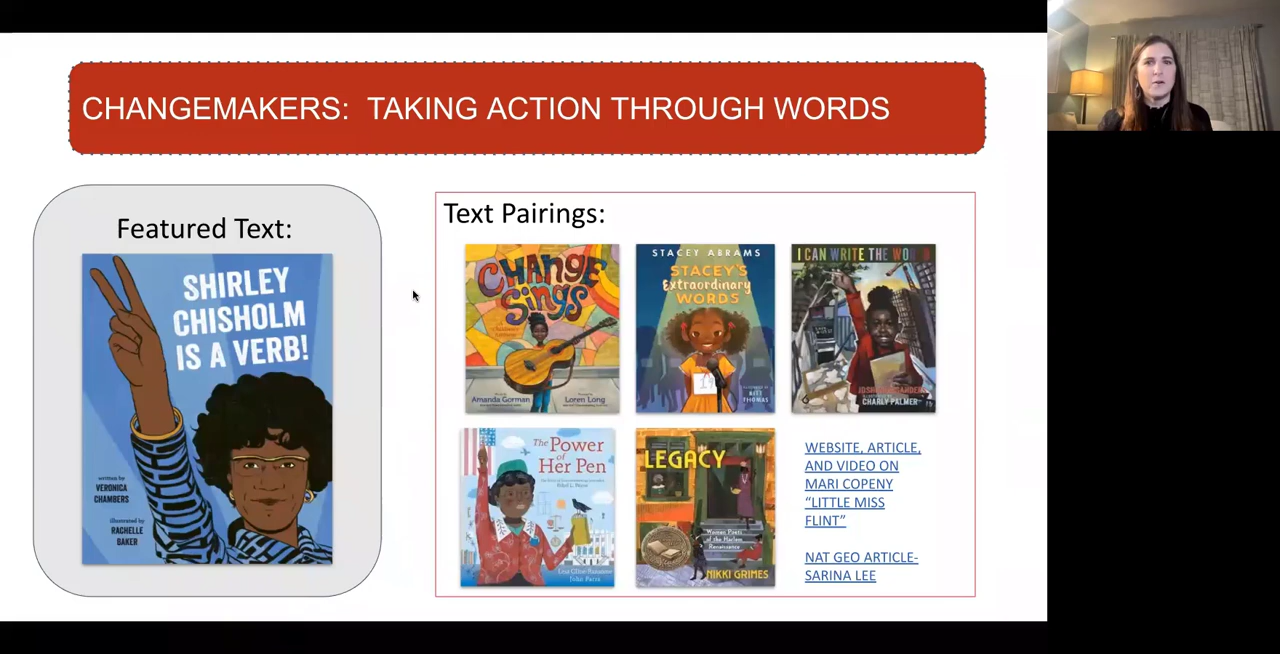 CHANGEMAKERS: TAKING ACTION THROUGH WORDS
Featured Text:
SHIRLEY
CHISHOLM
IS A VERB!
written by
VERONICA
CHAMBERS
illustrated by
RACHELLE
BAKER
Text Pairings:
CHANGE
Sings
Amanda Gorman
Loren Long
STACEY ABRAMS
STACEY'S
Extraordinary
WORDS
KITT
THOMAS
I CAN WRITE THE
CHARLY PALMER
The Power
of
Her Pen
LEGACY
Women Poets
of the Harlem
Renaissance
NIKKI GRIMES
WEBSITE, ARTICLE,
AND VIDEO ON
MARI COPENY
“LITTLE MISS
FLINT”
NAT GEO ARTICLE-
SARINA LEE